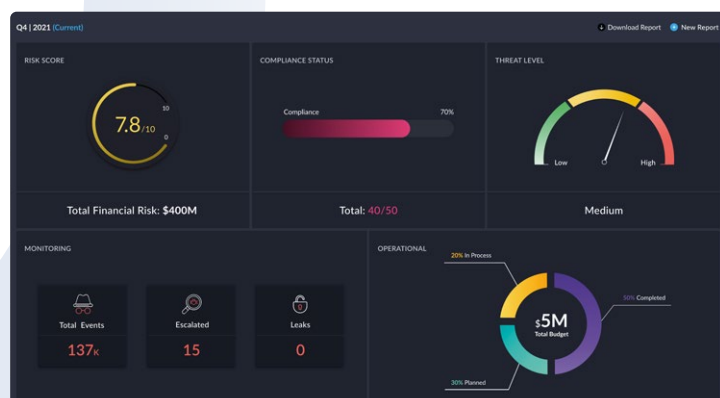 Q4 | 2021 (Current)
Download Report
New Report
RISK SCORE
10
7.8/10
0
Total Financial Risk: $400M
COMPLIANCE STATUS
Compliance 70%
Total: 40/50
THREAT LEVEL
Low High
Medium
MONITORING
Total Events
137K
Escalated
15
Leaks
0
OPERATIONAL
20% In Process
50% Completed
$5M
Total Budget
30% Planned